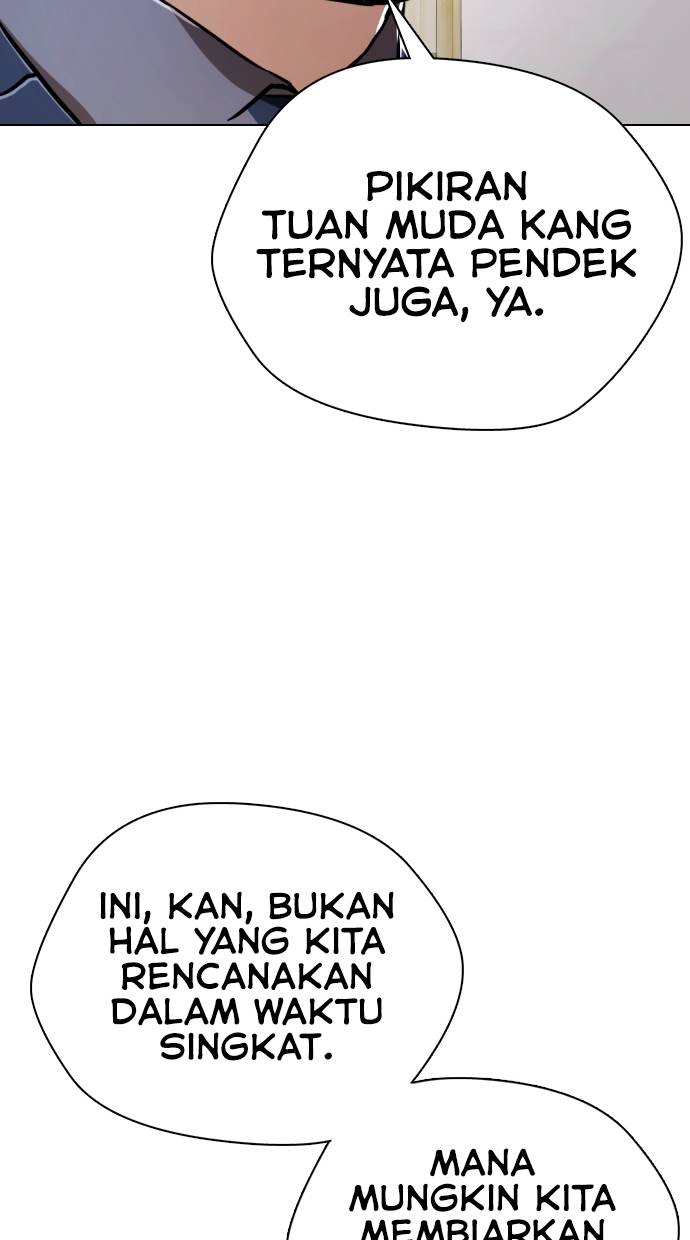 PIKIRAN
TUAN MUDA KANG
TERNYATA PENDEK
JUGA, YA.
INI, KAN, BUKAN
HAL YANG KITA
RENCANAKAN
DALAM WAKTU
SINGKAT.
MANA
MUNGKIN KITA
MEMBIARKAN